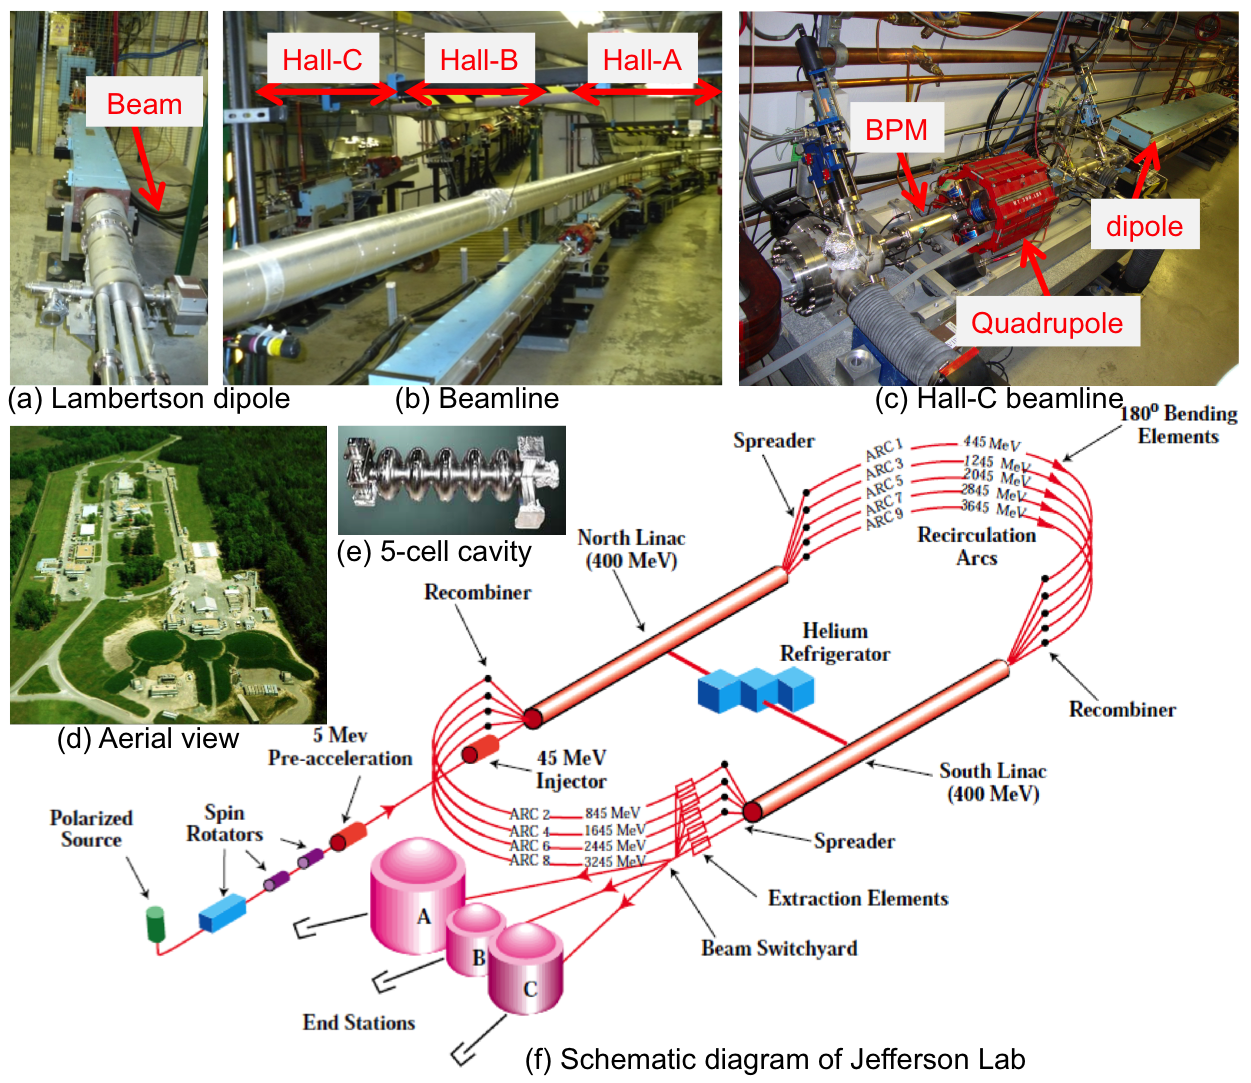 Beam
Hall-C
Hall-B
Hall-A
BPM
dipole
Quadrupole
(a) Lambertson dipole
(b) Beamline
(c) Hall-C beamline
(d) Aerial view
(e) 5-cell cavity
180⁰ Bending
Elements
Spreader
ARC 1
445 MeV
ARC 3
1245 MeV
ARC 5
2045 MeV
ARC 7
2845 MeV
ARC 9
3645 MeV
Recirculation
Arcs
North Linac
(400 MeV)
Recombiner
Helium
Refrigerator
Recombiner
5 Mev
Pre-acceleration
45 MeV
Injector
South Linac
(400 MeV)
Polarized
Source
Spin
Rotators
ARC 2
845 MeV
ARC 4
1645 MeV
ARC 6
2445 MeV
ARC 8
3245 MeV
Spreader
Extraction Elements
Beam Switchyard
A
B
C
End Stations
(f) Schematic diagram of Jefferson Lab